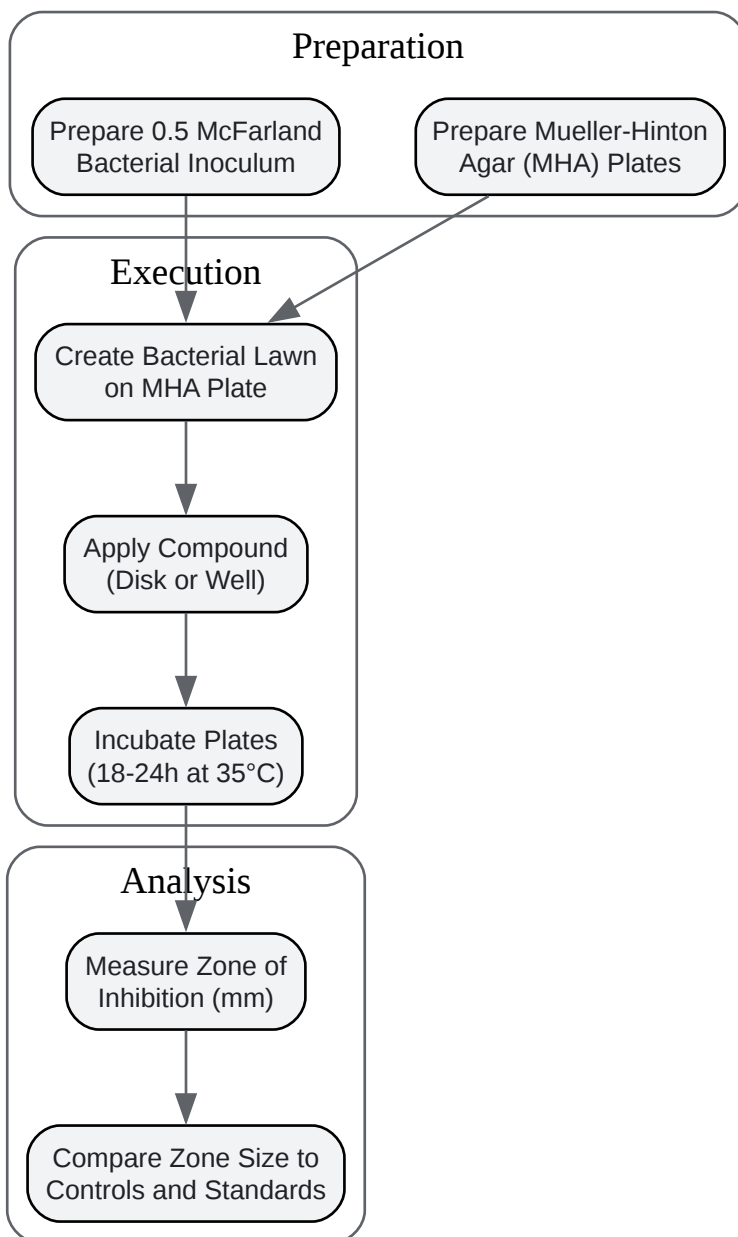 Preparation
Prepare 0.5 McFarland
Bacterial Inoculum
Prepare Mueller-Hinton
Agar (MHA) Plates
Execution
Create Bacterial Lawn
on MHA Plate
Apply Compound
(Disk or Well)
Incubate Plates
(18-24h at 35°C)
Analysis
Measure Zone of
Inhibition (mm)
Compare Zone Size to
Controls and Standards